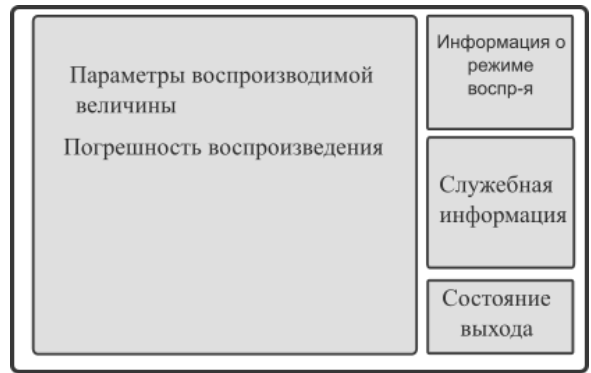 Параметры воспроизводимой
величины
Погрешность воспроизведения
Информация о
режиме
воспр-я
Служебная
информация
Состояние
выхода